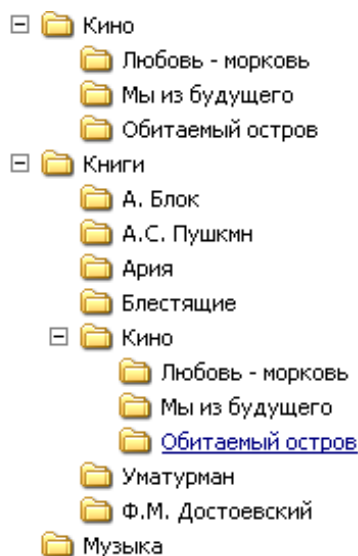 Кино
Любовь - морковь
Мы из будущего
Обитаемый остров
Книги
А. Блок
А.С. Пушкмн
Ария
Блестящие
Кино
Любовь - морковь
Мы из будущего
Обитаемый остров
Уматурман
Ф.М. Достоевский
Музыка